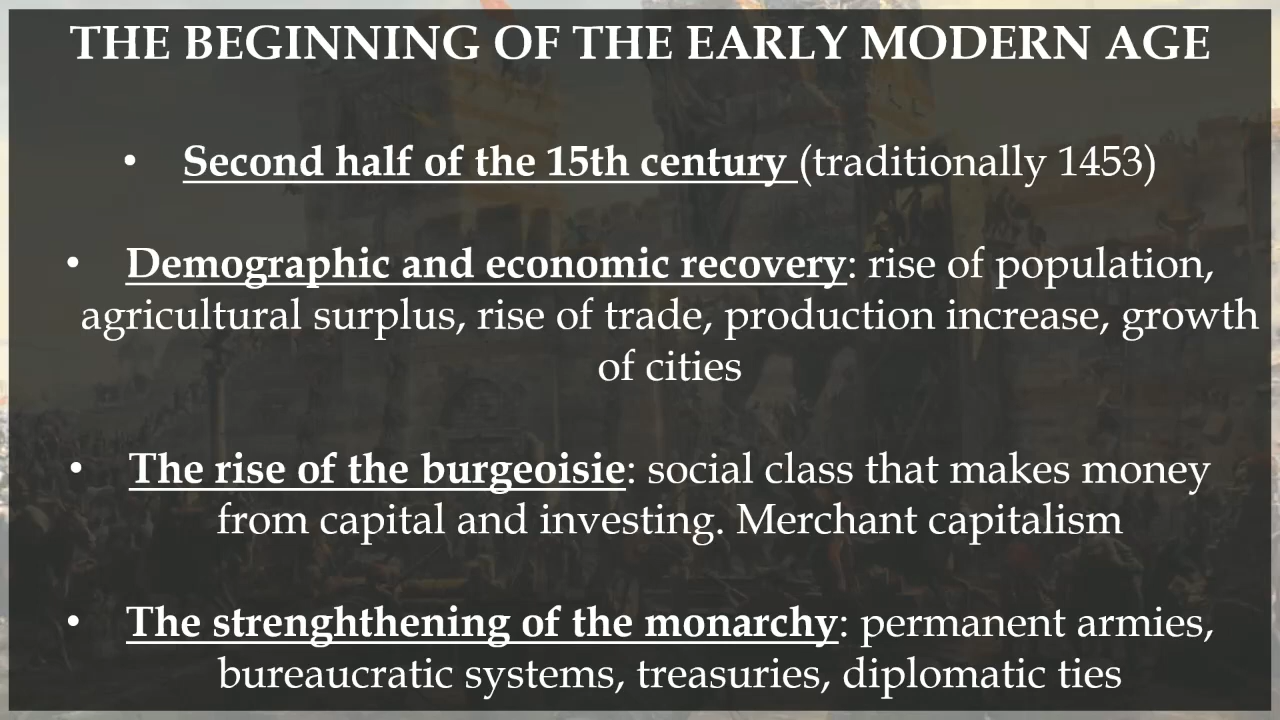 THE BEGINNING OF THE EARLY MODERN AGE
• Second half of the 15th century (traditionally 1453)
• Demographic and economic recovery: rise of population,
agricultural surplus, rise of trade, production increase, growth
of cities
• The rise of the burgeoisie: social class that makes money
from capital and investing. Merchant capitalism
• The strenghthening of the monarchy: permanent armies,
bureaucratic systems, treasuries, diplomatic ties